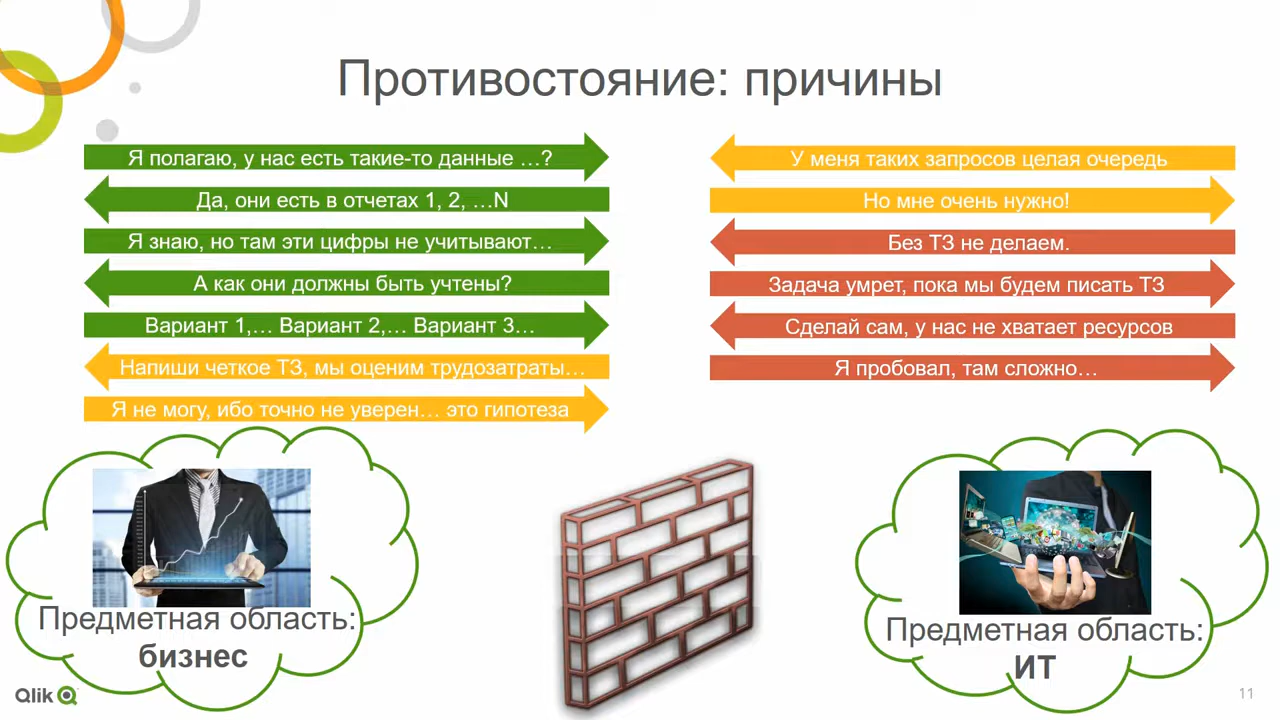 Противостояние: причины
Я полагаю, у нас есть такие-то данные …?
Да, они есть в отчетах 1, 2, …N
Я знаю, но там эти цифры не учитывают…
А как они должны быть учтены?
Вариант 1,… Вариант 2,… Вариант 3…
Напиши четкое ТЗ, мы оценим трудозатраты…
Я не могу, ибо точно не уверен… это гипотеза
У меня таких запросов целая очередь
Но мне очень нужно!
Без ТЗ не делаем.
Задача умрет, пока мы будем писать ТЗ
Сделай сам, у нас не хватает ресурсов
Я пробовал, там сложно…
Предметная область:
бизнес
Предметная область:
ИТ
Qlik
11